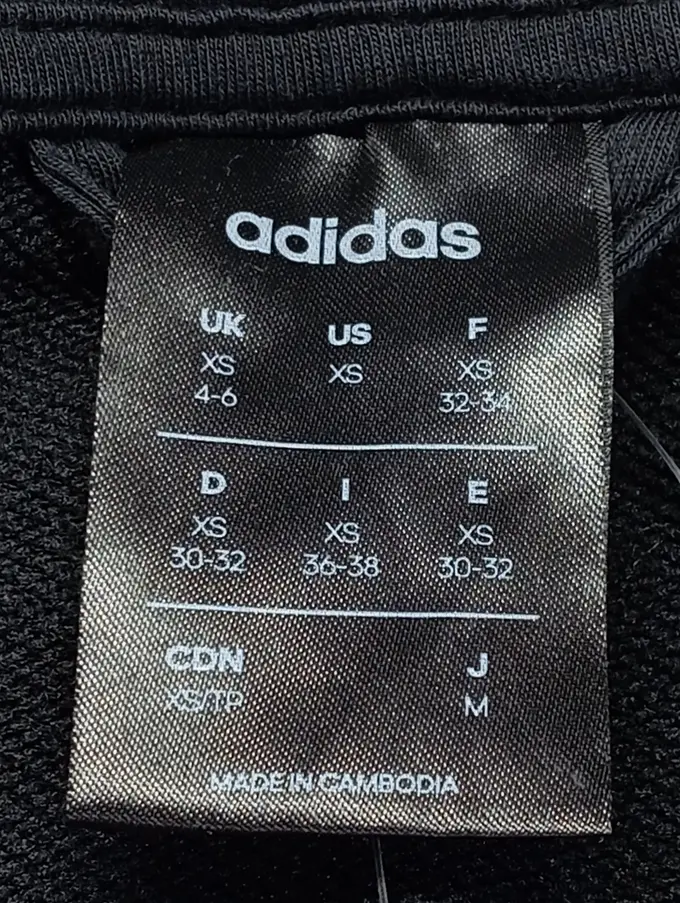 adidas
UK US F
XS XS XS
4-6 32-34
D I E
XS XS XS
30-32 36-38 30-32
CDN J
XS/TP M
MADE IN CAMBODIA